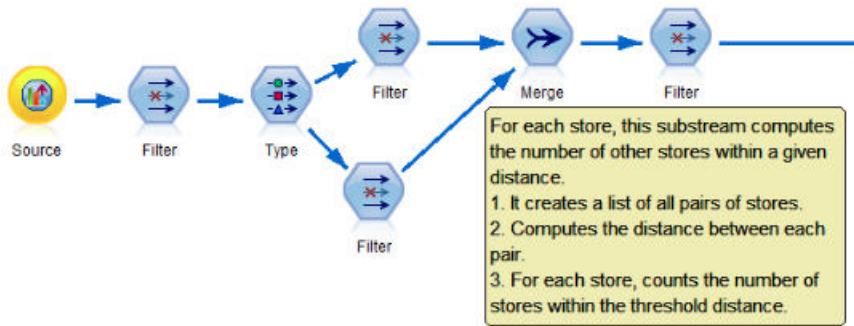 Filter
Merge
Filter
Source
Filter
Type
Filter
For each store, this substream computes
the number of other stores within a given
distance.
1. It creates a list of all pairs of stores.
2. Computes the distance between each
pair.
3. For each store, counts the number of
stores within the threshold distance.